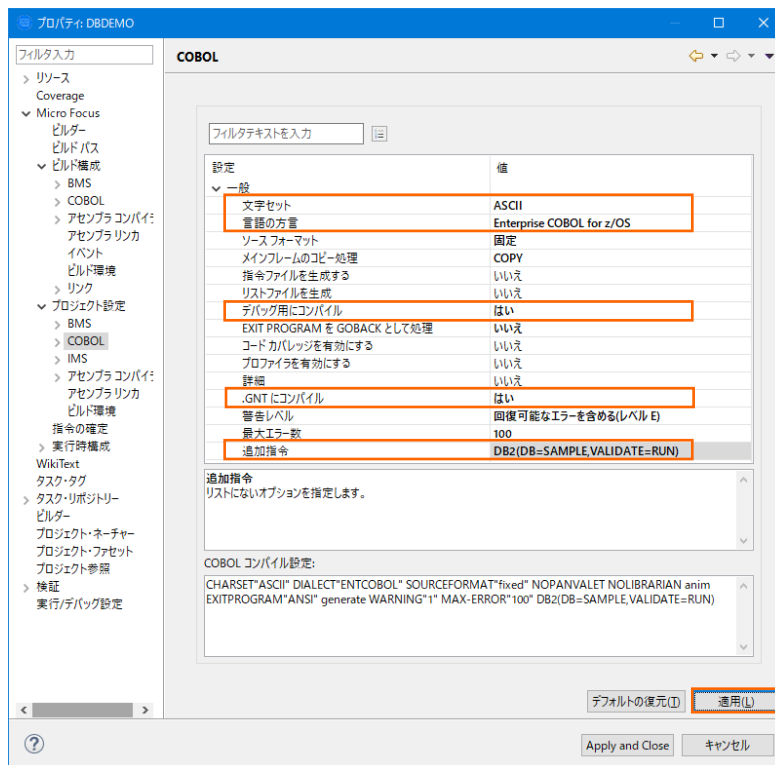 プロパティ: DBDEMO
フィルタ入力
COBOL
リソース
Coverage
Micro Focus
ビルダー
ビルド パス
ビルド構成
BMS
COBOL
アセンブラ コンパイラ
アセンブラ リンカ
イベント
ビルド環境
リンク
プロジェクト設定
BMS
COBOL
IMS
アセンブラ コンパイラ
アセンブラ リンカ
ビルド環境
指令の確定
実行時構成
WikiText
タスク・タグ
タスク・リポジトリー
ビルダー
プロジェクト・ネーチャー
プロジェクト・ファセット
プロジェクト参照
検証
実行/デバッグ設定
フィルタテキストを入力
設定 値
一般
文字セット ASCII
言語の方言 Enterprise COBOL for z/OS
ソース フォーマット 固定
メインフレームのコピー処理 COPY
指令ファイルを生成する いいえ
リストファイルを生成 いいえ
デバッグ用にコンパイル はい
EXIT PROGRAM を GOBACK として処理 いいえ
コード カバレッジを有効にする いいえ
プロファイラを有効にする いいえ
詳細 いいえ
.GNT にコンパイル はい
警告レベル 回復可能なエラーを含める(レベル E)
最大エラー数 100
追加指令 DB2(DB=SAMPLE,VALIDATE=RUN)
追加指令
リストにないオプションを指定します。
COBOL コンパイル設定:
CHARSET"ASCII" DIALECT"ENTCOBOL" SOURCEFORMAT"fixed" NOPANVALET NOLIBRARIAN anim
EXITPROGRAM"ANSI" generate WARNING"1" MAX-ERROR"100" DB2(DB=SAMPLE,VALIDATE=RUN)
デフォルトの復元(T) 適用(L)
Apply and Close キャンセル